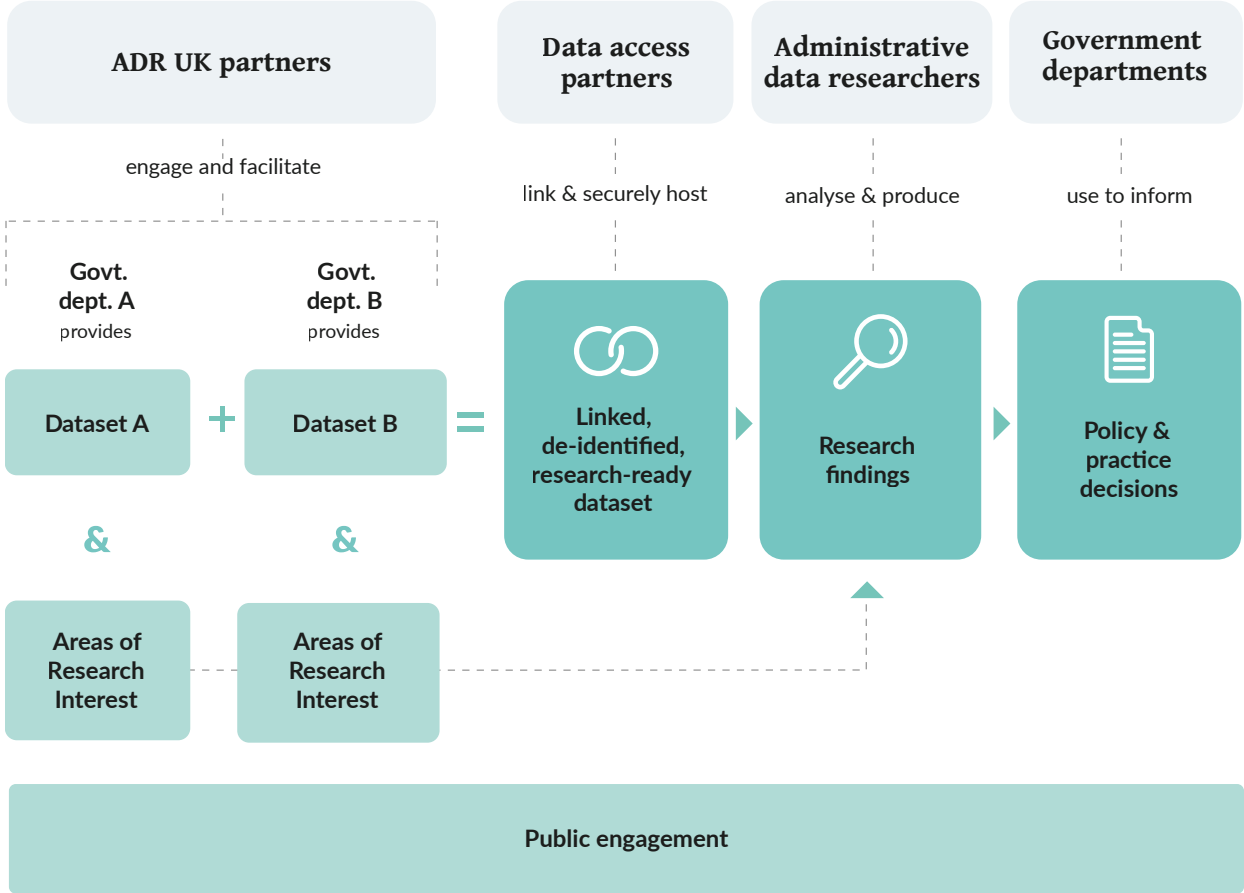 ADR UK partners
Data access
partners
Administrative
data researchers
Government
departments
engage and facilitate
link & securely host
analyse & produce
use to inform
Govt.
dept. A
provides
Govt.
dept. B
provides
Dataset A
+
Dataset B
=
Linked,
de-identified,
research-ready
dataset
Research
findings
Policy &
practice
decisions
&
&
Areas of
Research
Interest
Areas of
Research
Interest
Public engagement